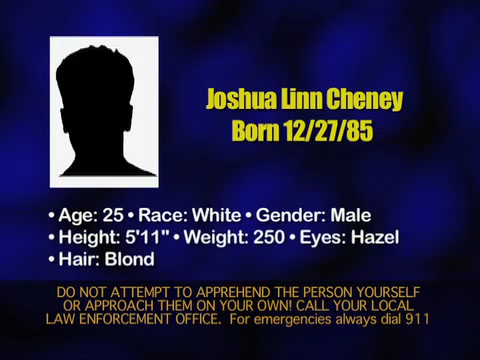 Joshua Linn Cheney
Born 12/27/85
• Age: 25 • Race: White • Gender: Male
• Height: 5'11" • Weight: 250 • Eyes: Hazel
• Hair: Blond
DO NOT ATTEMPT TO APPREHEND THE PERSON YOURSELF
OR APPROACH THEM ON YOUR OWN! CALL YOUR LOCAL
LAW ENFORCEMENT OFFICE.  For emergencies always dial 911